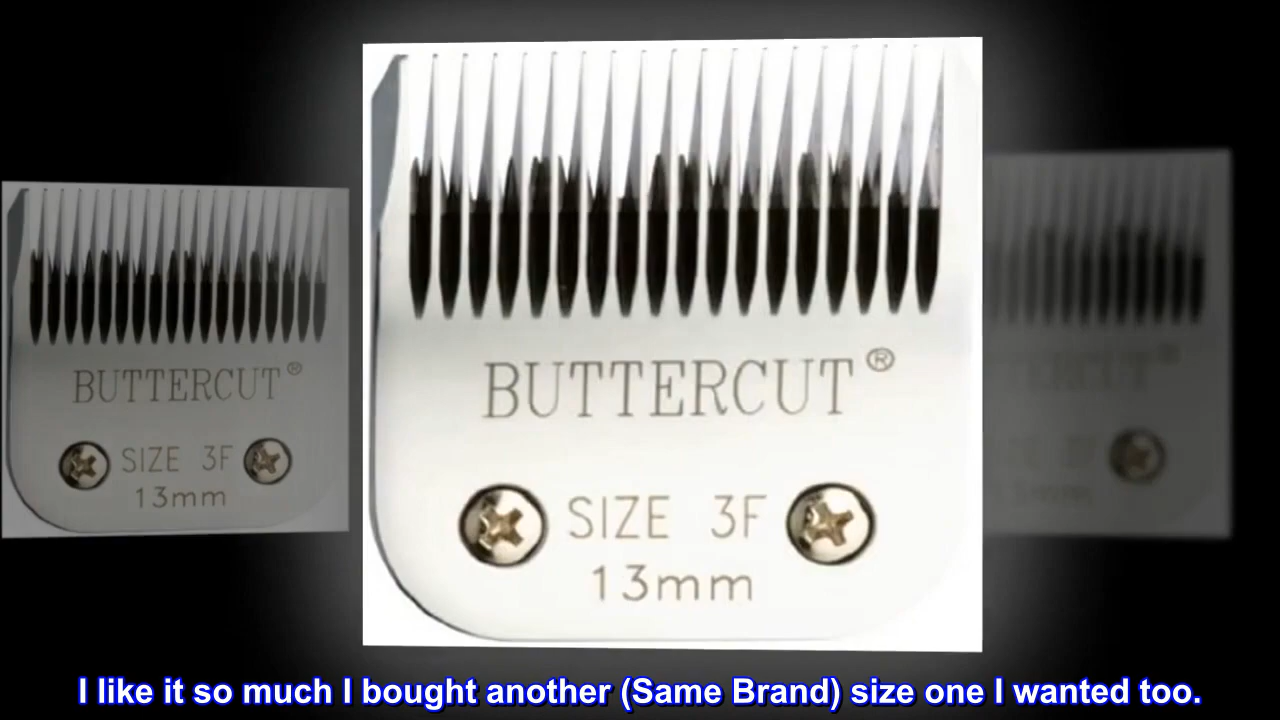 BUTTERCUT®
SIZE 3F
13mm
BUTTERCUT®
SIZE 3F
13mm
I like it so much I bought another (Same Brand) size one I wanted too.